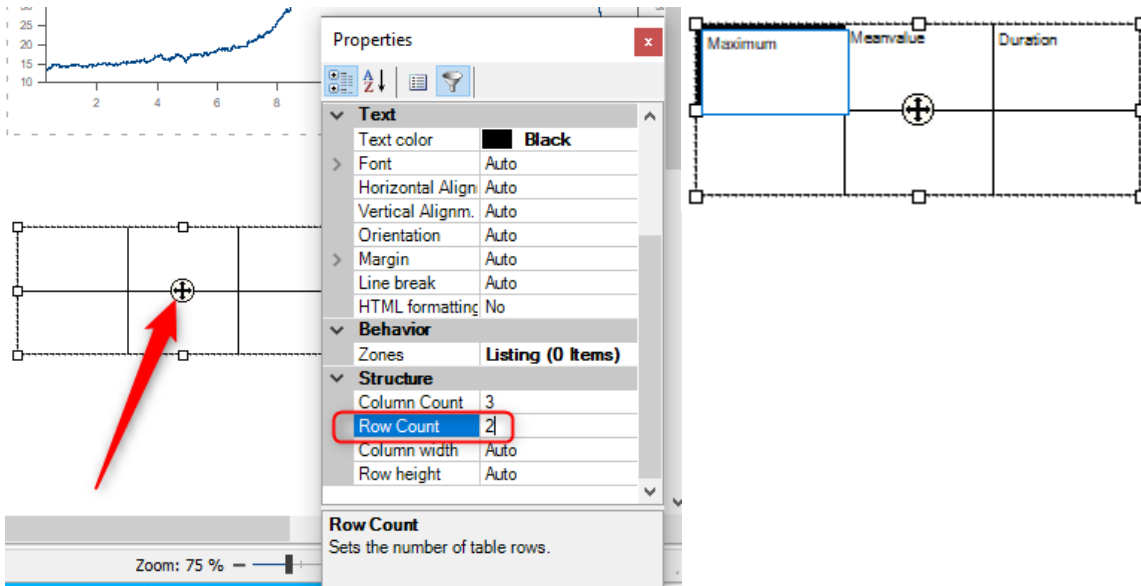 25
20
15
10
2
4
6
8
Properties
Text
Text color Black
Font Auto
Horizontal Align Auto
Vertical Alignm. Auto
Orientation Auto
Margin Auto
Line break Auto
HTML formatting No
Behavior
Zones Listing (0 Items)
Structure
Column Count 3
Row Count 2
Column width Auto
Row height Auto
Row Count
Sets the number of table rows.
Zoom: 75 %
Maximum Meanvalue Duration